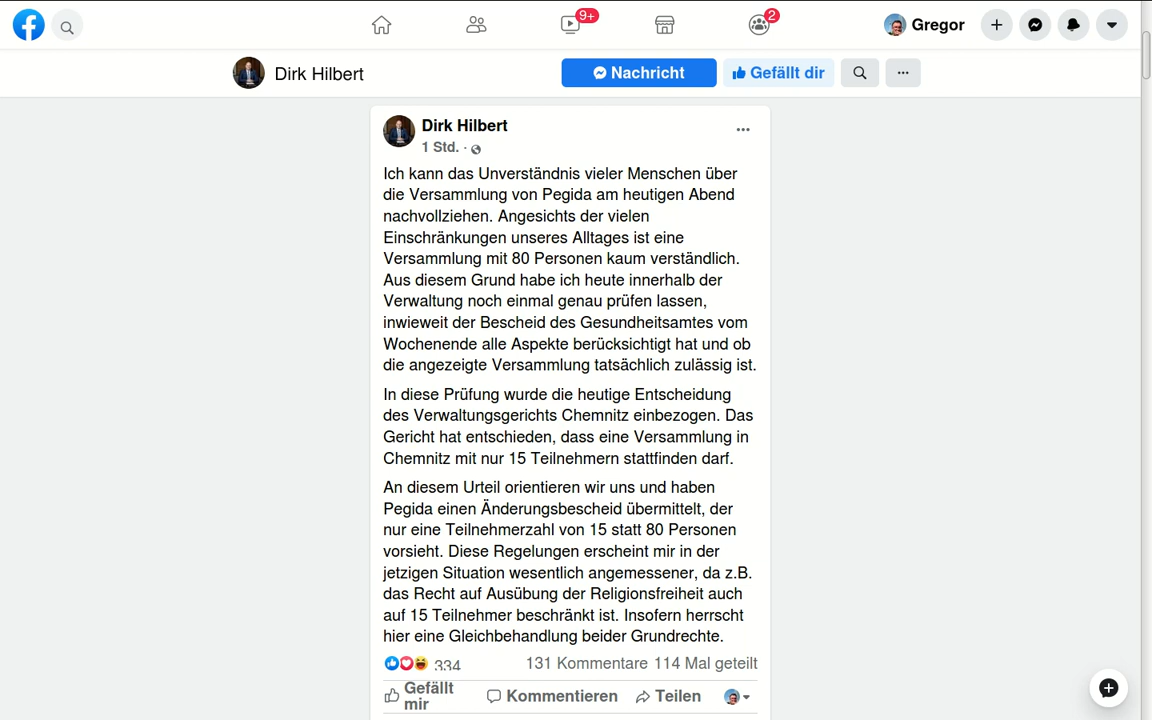 9+
2
Gregor
Dirk Hilbert
Nachricht
Gefällt dir
Dirk Hilbert
1 Std. ·
Ich kann das Unverständnis vieler Menschen über
die Versammlung von Pegida am heutigen Abend
nachvollziehen. Angesichts der vielen
Einschränkungen unseres Alltages ist eine
Versammlung mit 80 Personen kaum verständlich.
Aus diesem Grund habe ich heute innerhalb der
Verwaltung noch einmal genau prüfen lassen,
inwieweit der Bescheid des Gesundheitsamtes vom
Wochenende alle Aspekte berücksichtigt hat und ob
die angezeigte Versammlung tatsächlich zulässig ist.
In diese Prüfung wurde die heutige Entscheidung
des Verwaltungsgerichts Chemnitz einbezogen. Das
Gericht hat entschieden, dass eine Versammlung in
Chemnitz mit nur 15 Teilnehmern stattfinden darf.
An diesem Urteil orientieren wir uns und haben
Pegida einen Änderungsbescheid übermittelt, der
nur eine Teilnehmerzahl von 15 statt 80 Personen
vorsieht. Diese Regelungen erscheint mir in der
jetzigen Situation wesentlich angemessener, da z.B.
das Recht auf Ausübung der Religionsfreiheit auch
auf 15 Teilnehmer beschränkt ist. Insofern herrscht
hier eine Gleichbehandlung beider Grundrechte.
334
131 Kommentare 114 Mal geteilt
Gefällt
mir
Kommentieren
Teilen